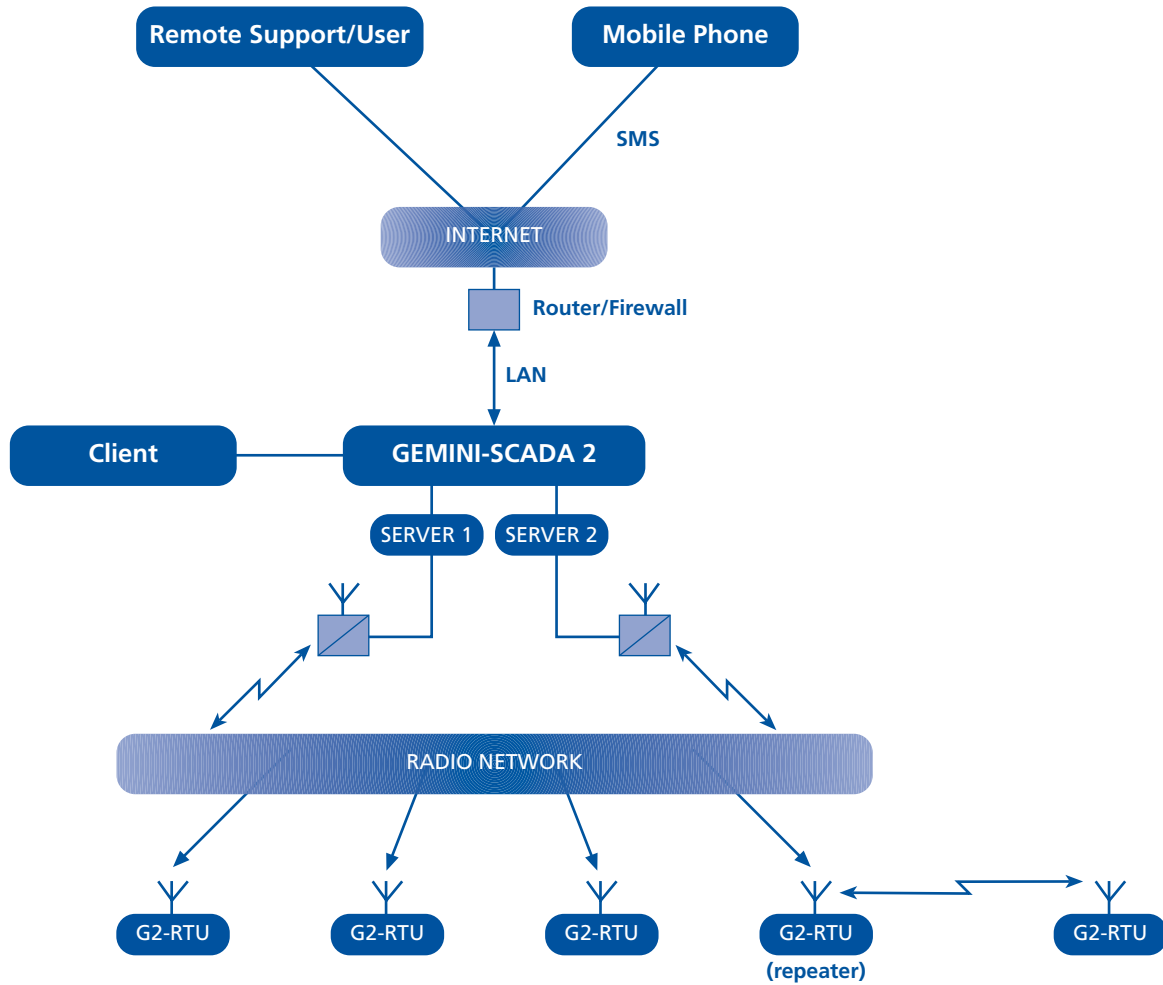 Remote Support/User
Mobile Phone
SMS
INTERNET
Router/Firewall
LAN
Client
GEMINI-SCADA 2
SERVER 1
SERVER 2
RADIO NETWORK
G2-RTU
G2-RTU
G2-RTU
G2-RTU
G2-RTU
(repeater)